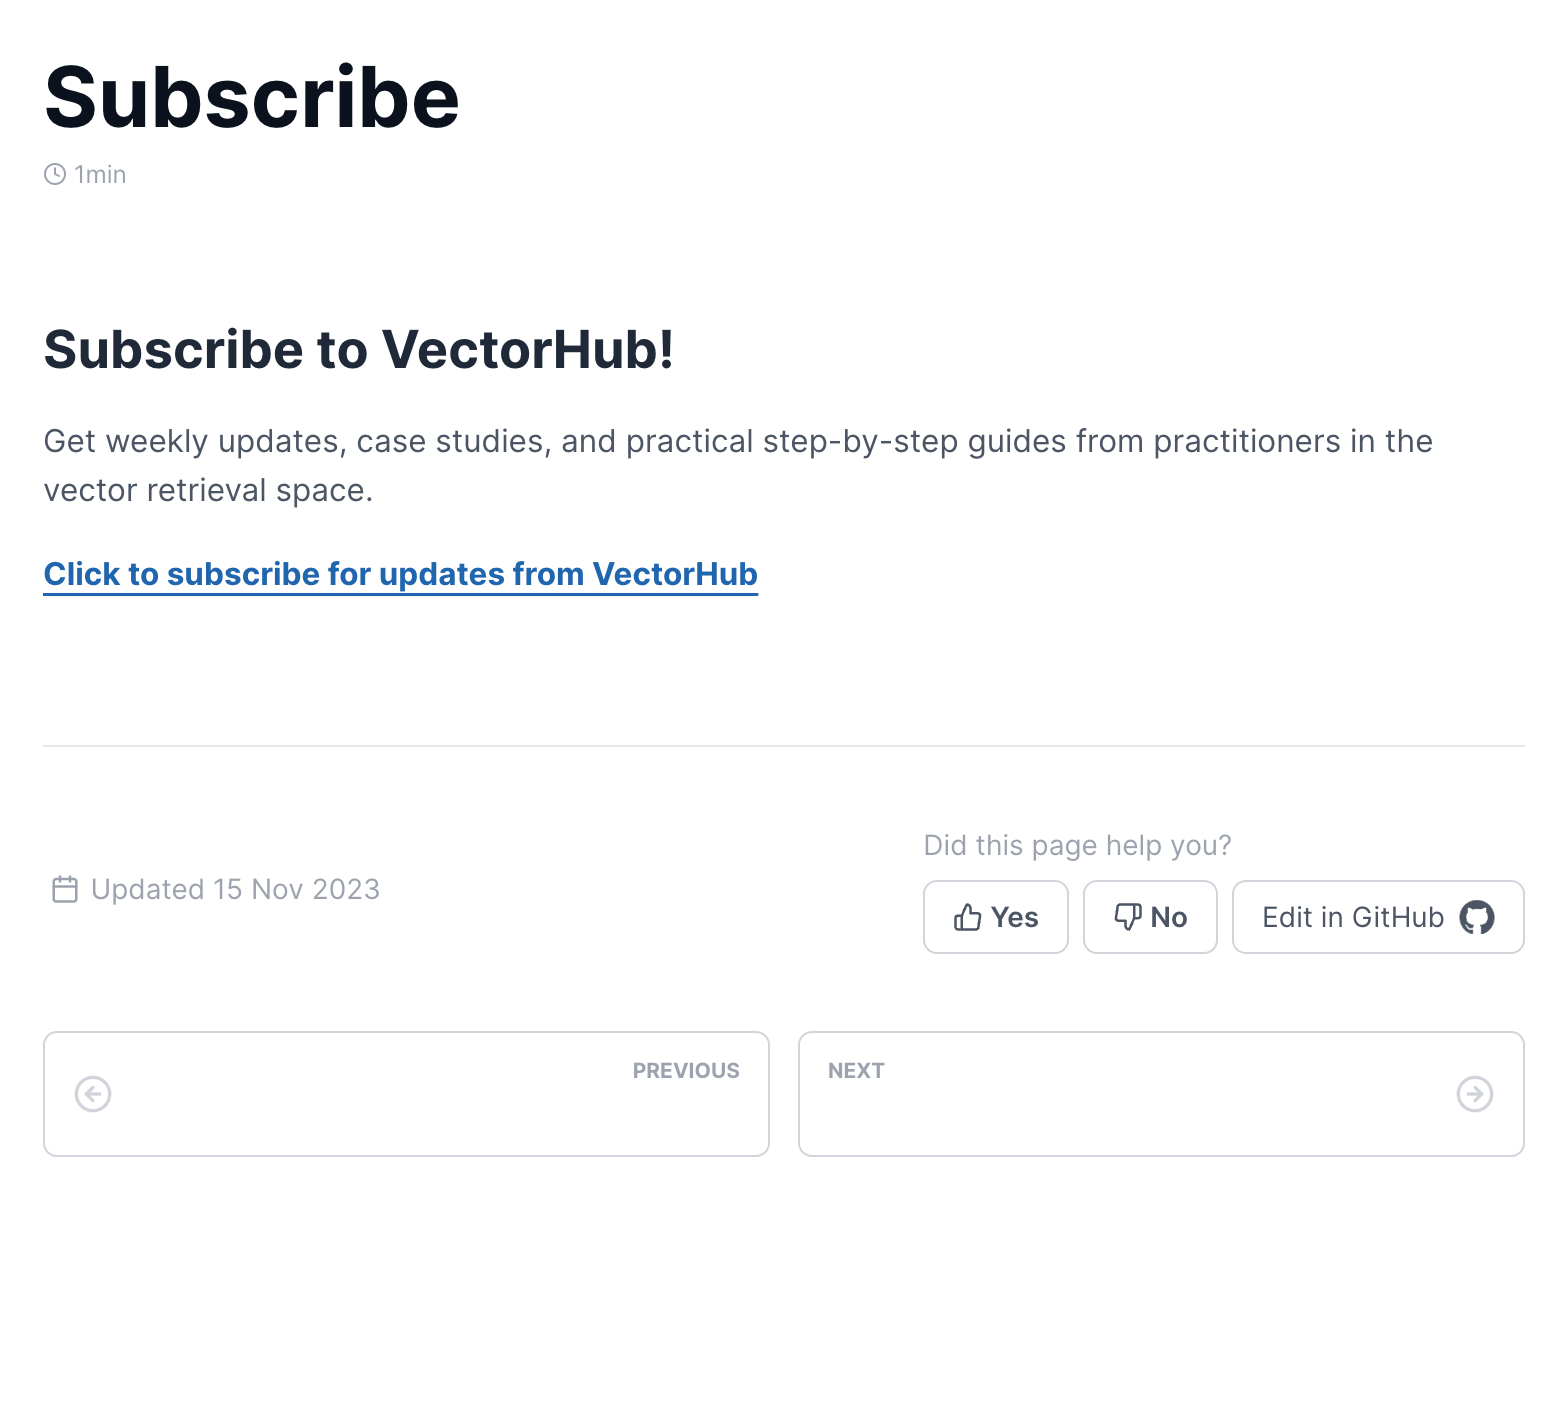 Subscribe
1min
Subscribe to VectorHub!
Get weekly updates, case studies, and practical step-by-step guides from practitioners in the
vector retrieval space.
Click to subscribe for updates from VectorHub
Updated 15 Nov 2023
Did this page help you?
Yes
No
Edit in GitHub
PREVIOUS
NEXT